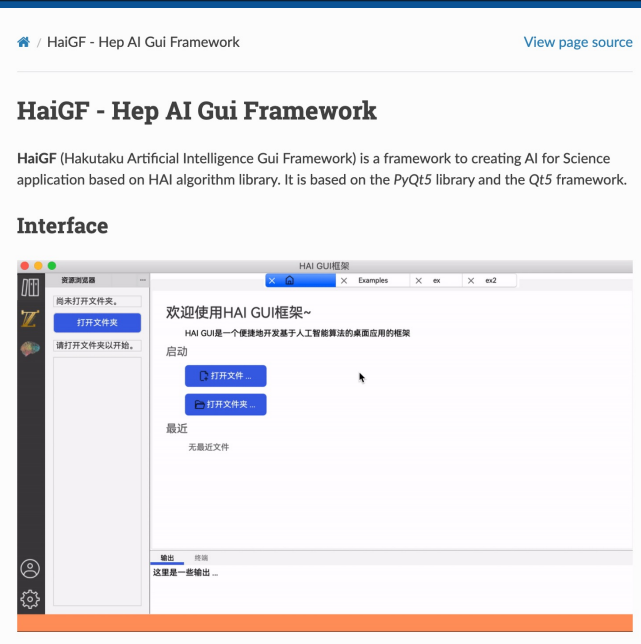 / HaiGF - Hep AI Gui Framework
View page source
HaiGF - Hep AI Gui Framework
HaiGF (Hakutaku Artificial Intelligence Gui Framework) is a framework to creating AI for Science
application based on HAI algorithm library. It is based on the PyQt5 library and the Qt5 framework.
Interface
HAI GUI框架
资源浏览器
Examples
ex
ex2
尚未打开文件夹。
打开文件夹
请打开文件夹以开始。
欢迎使用HAI GUI框架~
HAI GUI是一个便捷地开发基于人工智能算法的桌面应用的框架
启动
打开文件 ...
打开文件夹 ...
最近
无最近文件
输出
终端
这里是一些输出 ...